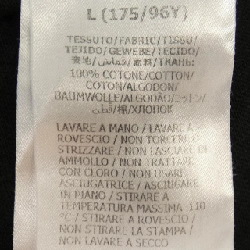 L (175/96Y)
TESSUTO/FABRIC/TISSU/
TEJIDO/GEWEBE/TECIDO/
100% COTONE/COTTON/
COTON/ALGODON/
BAUMWOLLE/ALGODÃO/
LAVARE A MANO / LAVARE A
ROVESCIO / NON TORCERE O
STRIZZARE / NON LASCIARE IN
AMMOLLO / NON TRATTARE
CON CLORO / NON USARE
ASCIUGATRICE / ASCIUGARE
IN PIANO / STIRARE A
TEMPERATURA MASSIMA 110
°C / STIRARE A ROVESCIO /
NON STIRARE LA STAMPA /
NON LAVARE A SECCO